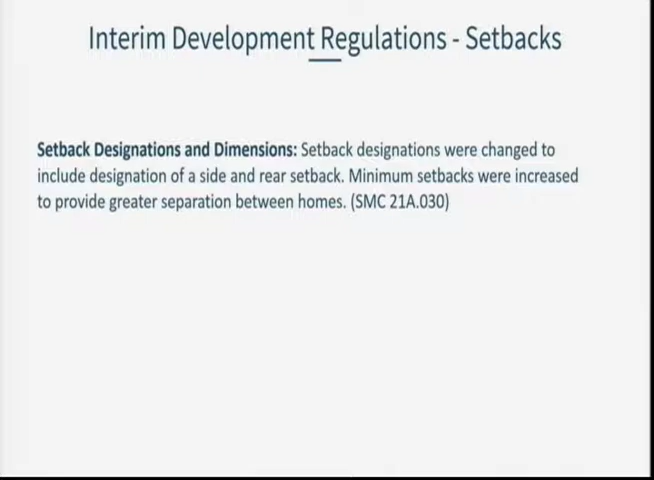 Interim Development Regulations - Setbacks
Setback Designations and Dimensions: Setback designations were changed to
include designation of a side and rear setback. Minimum setbacks were increased
to provide greater separation between homes. (SMC 21A.030)